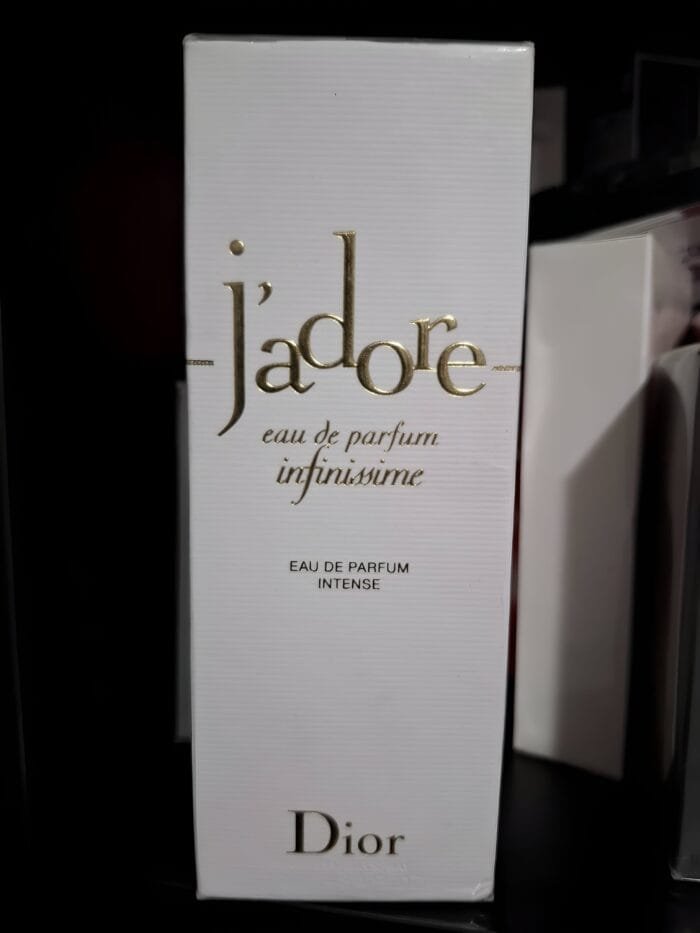 j'adore
eau de parfum
infinissime
EAU DE PARFUM
INTENSE
Dior